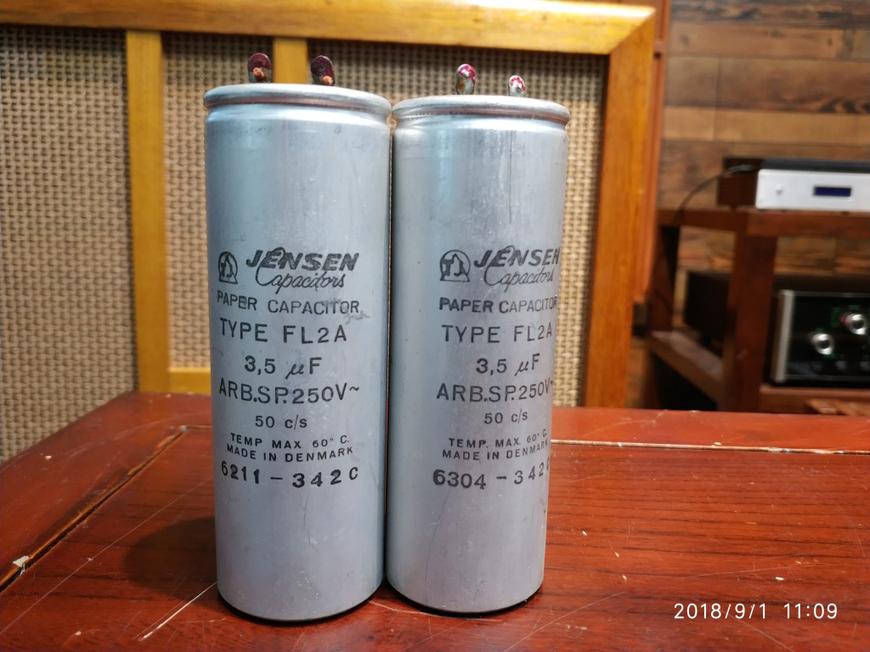 JENSEN
Capacitors
PAPER CAPACITOR
TYPE FL2A
3,5 µF
ARB.SP.250V~
50 c/s
TEMP MAX 60° C.
MADE IN DENMARK
6211-342C
JENSEN
Capacitors
PAPER CAPACITOR
TYPE FL2A
3,5 µF
ARB.SP.250V~
50 c/s
TEMP. MAX. 60° C.
MADE IN DENMARK
6304-342C
2018/9/1 11:09